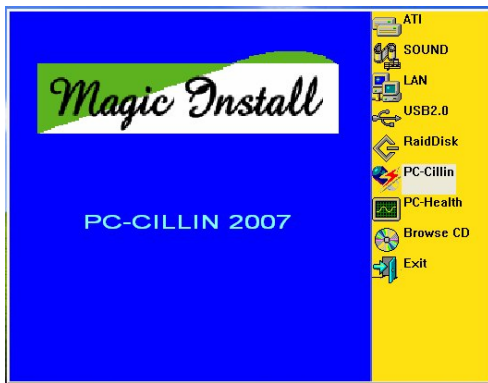 Magic Install
PC-CILLIN 2007
ATI
SOUND
LAN
USB2.0
RaidDisk
PC-Cillin
PC-Health
Browse CD
Exit